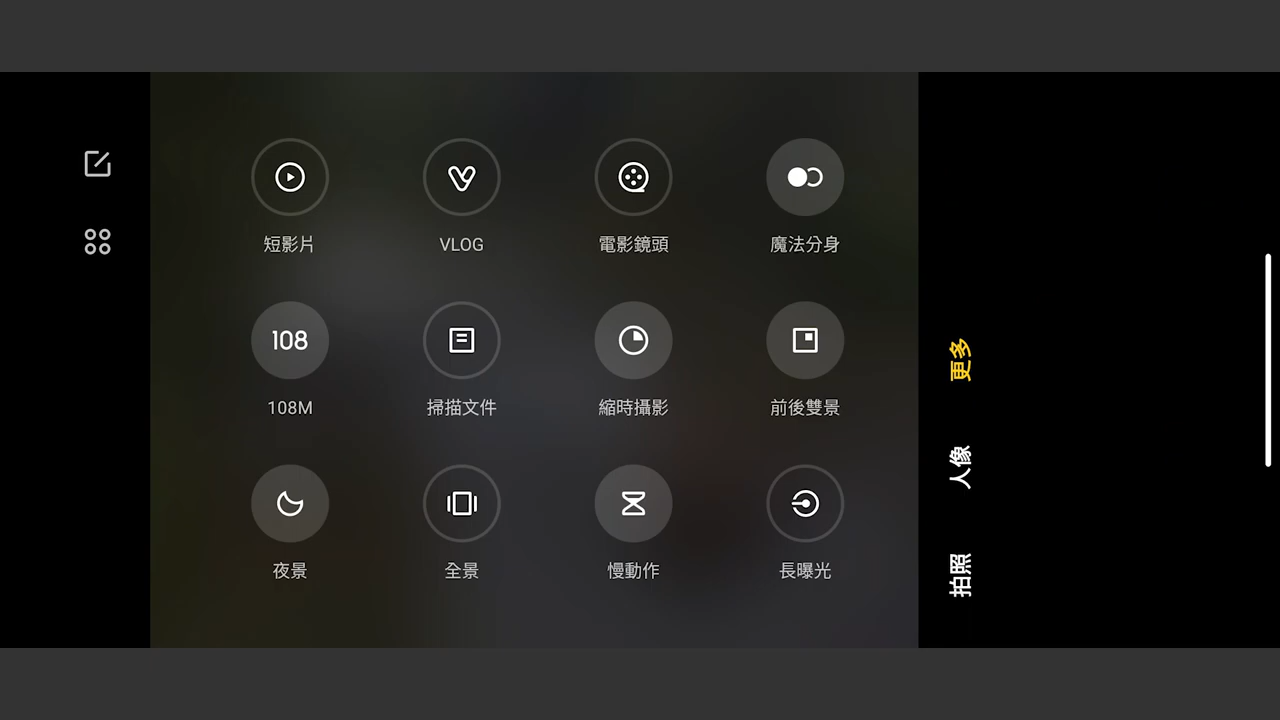 短影片
VLOG
電影鏡頭
魔法分身
108
108M
掃描文件
縮時攝影
前後雙景
夜景
全景
慢動作
長曝光
更多
人像
拍照